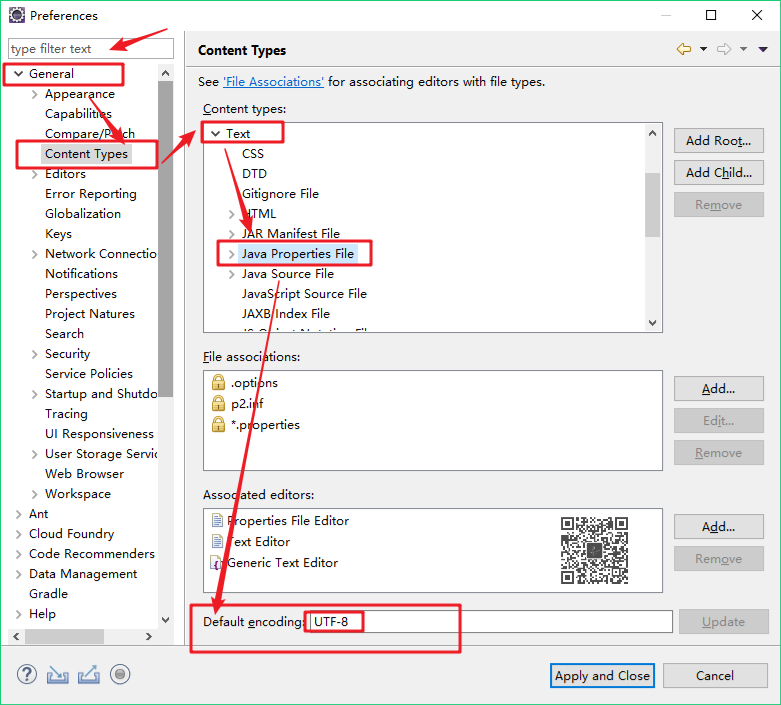 Preferences
type filter text
General
Appearance
Capabilities
Compare/Patch
Content Types
Editors
Error Reporting
Globalization
Keys
Network Connectio
Notifications
Perspectives
Project Natures
Search
Security
Service Policies
Startup and Shutdo
Tracing
UI Responsiveness
User Storage Servic
Web Browser
Workspace
Ant
Cloud Foundry
Code Recommenders
Data Management
Gradle
Help
Content Types
See 'File Associations' for associating editors with file types.
Content types:
Text
CSS
DTD
Gitignore File
HTML
JAR Manifest File
Java Properties File
Java Source File
JavaScript Source File
JAXB Index File
Add Root...
Add Child...
Remove
File associations:
.options
p2.inf
*.properties
Add...
Edit...
Remove
Associated editors:
Properties File Editor
Text Editor
Generic Text Editor
Add...
Remove
Default encoding: UTF-8
Update
Apply and Close
Cancel